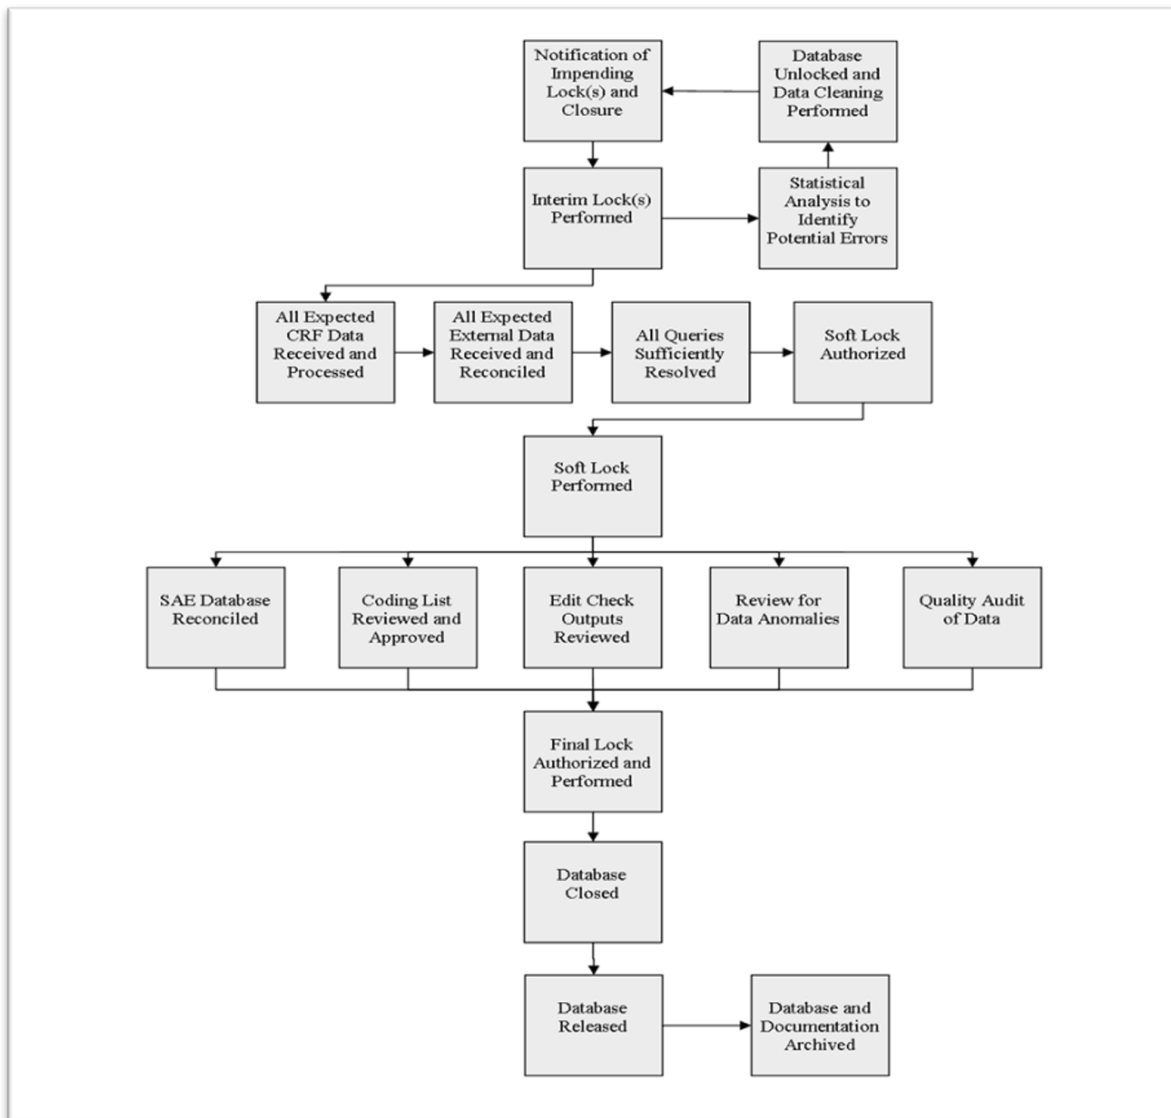 Notification of
Impending
Lock(s) and
Closure
Database
Unlocked and
Data Cleaning
Performed
Interim Lock(s)
Performed
Statistical
Analysis to
Identify
Potential Errors
All Expected
CRF Data
Received and
Processed
All Expected
External Data
Received and
Reconciled
All Queries
Sufficiently
Resolved
Soft Lock
Authorized
Soft Lock
Performed
SAE Database
Reconciled
Coding List
Reviewed and
Approved
Edit Check
Outputs
Reviewed
Review for
Data Anomalies
Quality Audit
of Data
Final Lock
Authorized and
Performed
Database
Closed
Database
Released
Database and
Documentation
Archived